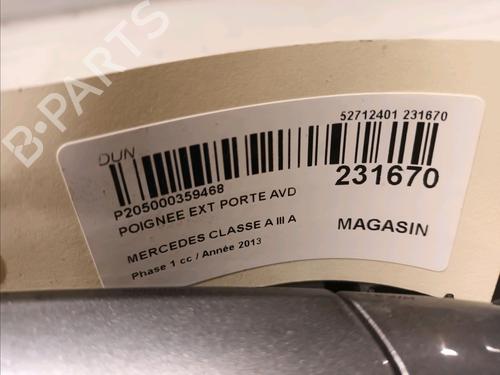 B-PARTS
52712401 231670
DUN
P205000359468
POIGNEE EXT PORTE AVD
231670
MERCEDES CLASSE A III A
MAGASIN
Phase 1 cc / Année 2013